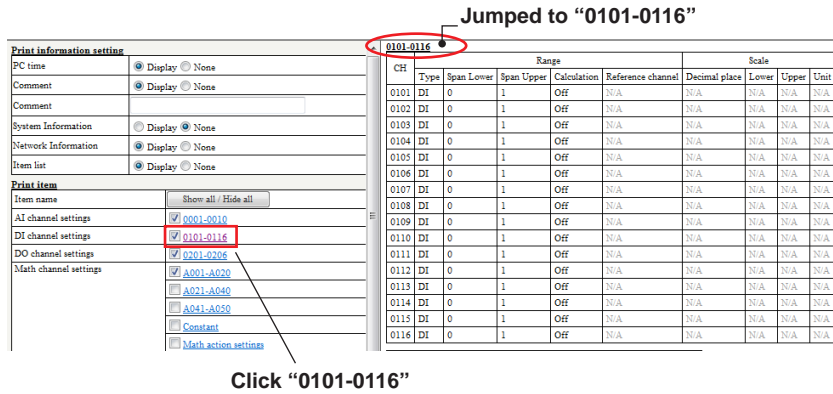 Jumped to “0101-0116”
Print information setting
PC time Display None
Comment Display None
Comment
System Information Display None
Network Information Display None
Item list Display None
Print item
Item name Show all / Hide all
AI channel settings 0001-0010
DI channel settings 0101-0116
DO channel settings 0201-0206
Math channel settings A001-A020
A021-A040
A041-A050
Constant
Math action settings
0101-0116
CH Range Scale
Type Span Lower Span Upper Calculation Reference channel Decimal place Lower Upper Unit
0101 DI 0 1 Off N/A N/A N/A N/A N/A
0102 DI 0 1 Off N/A N/A N/A N/A N/A
0103 DI 0 1 Off N/A N/A N/A N/A N/A
0104 DI 0 1 Off N/A N/A N/A N/A N/A
0105 DI 0 1 Off N/A N/A N/A N/A N/A
0106 DI 0 1 Off N/A N/A N/A N/A N/A
0107 DI 0 1 Off N/A N/A N/A N/A N/A
0108 DI 0 1 Off N/A N/A N/A N/A N/A
0109 DI 0 1 Off N/A N/A N/A N/A N/A
0110 DI 0 1 Off N/A N/A N/A N/A N/A
0111 DI 0 1 Off N/A N/A N/A N/A N/A
0112 DI 0 1 Off N/A N/A N/A N/A N/A
0113 DI 0 1 Off N/A N/A N/A N/A N/A
0114 DI 0 1 Off N/A N/A N/A N/A N/A
0115 DI 0 1 Off N/A N/A N/A N/A N/A
0116 DI 0 1 Off N/A N/A N/A N/A N/A
Click “0101-0116”